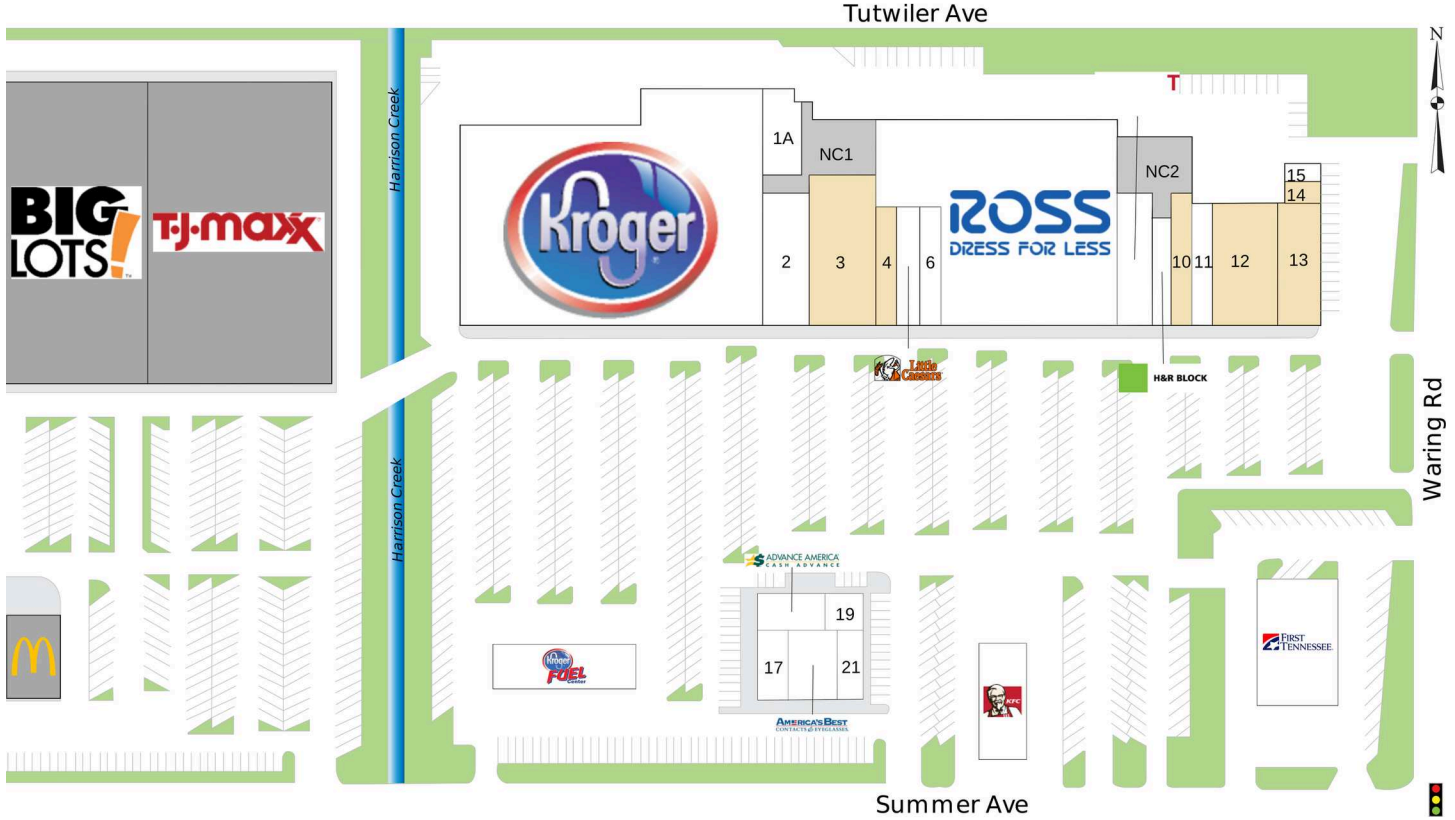 Tutwiler Ave
N
T
Harrison Creek
1A
NC1
NC2
15
14
BIG
LOTS!
TM
T·J·maxx
Kroger
ROSS
DRESS FOR LESS
2
3
4
6
10
11
12
13
Little
Caesars
H&R BLOCK
Waring Rd
Harrison Creek
ADVANCE AMERICA
CASH ADVANCE
19
17
21
Kroger
FUEL
Center
FIRST
TENNESSEE.
KFC
AMERICA'S BEST
CONTACTS & EYEGLASSES
Summer Ave